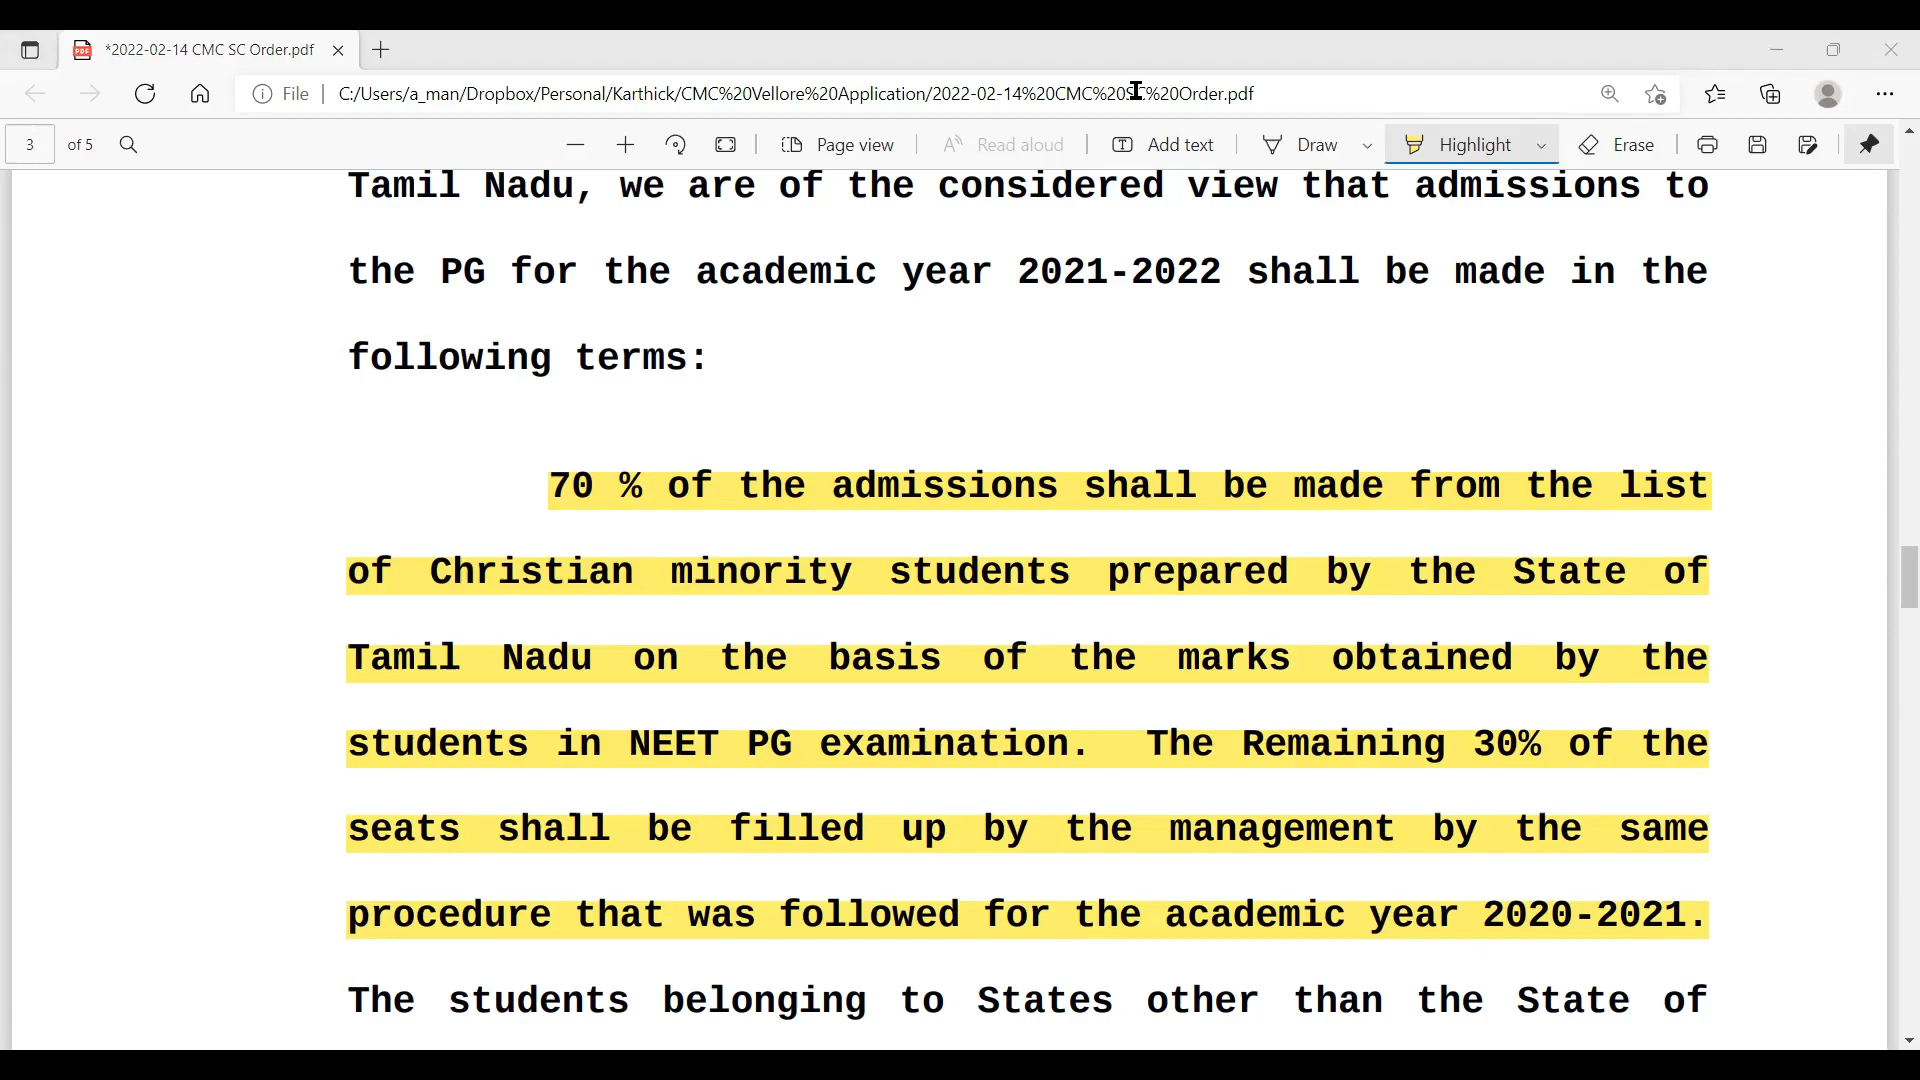 *2022-02-14 CMC SC Order.pdf
File | C:/Users/a_man/Dropbox/Personal/Karthick/CMC%20Vellore%20Application/2022-02-14%20CMC%20SC%20Order.pdf
3 of 5 Page view Read aloud Add text Draw Highlight Erase
Tamil Nadu, we are of the considered view that admissions to
the PG for the academic year 2021-2022 shall be made in the
following terms:
70 % of the admissions shall be made from the list
of Christian minority students prepared by the State of
Tamil Nadu on the basis of the marks obtained by the
students in NEET PG examination. The Remaining 30% of the
seats shall be filled up by the management by the same
procedure that was followed for the academic year 2020-2021.
The students belonging to States other than the State of